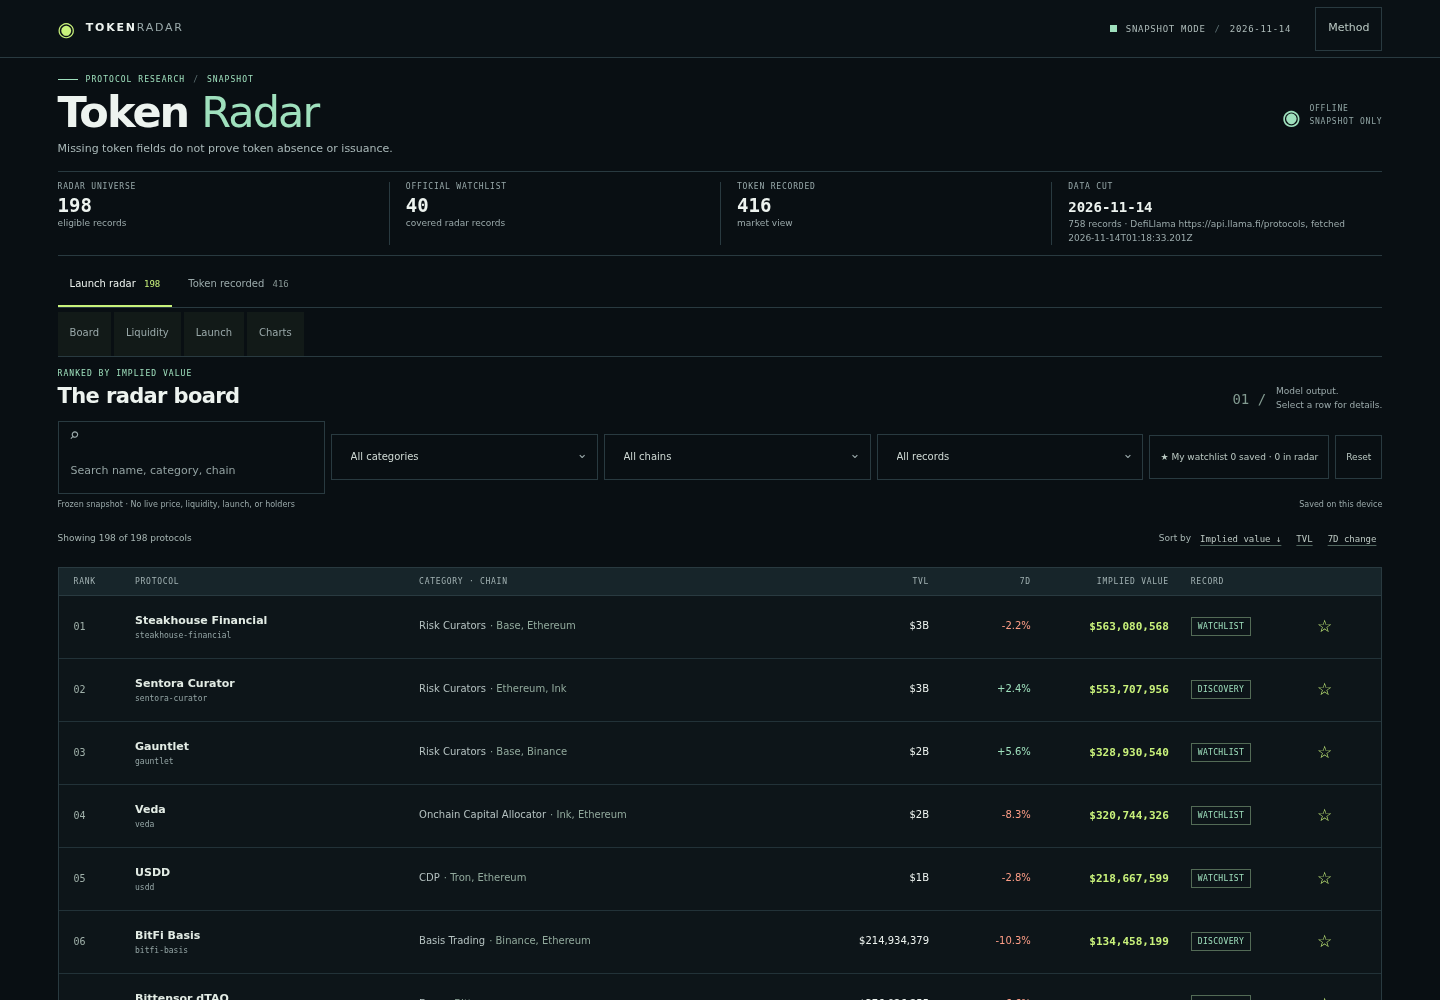 TOKENRADAR
SNAPSHOT MODE / 2026-11-14
Method
PROTOCOL RESEARCH / SNAPSHOT
Token Radar
Missing token fields do not prove token absence or issuance.
OFFLINE
SNAPSHOT ONLY
RADAR UNIVERSE
198
eligible records
OFFICIAL WATCHLIST
40
covered radar records
TOKEN RECORDED
416
market view
DATA CUT
2026-11-14
758 records · DefiLlama https://api.llama.fi/protocols, fetched
2026-11-14T01:18:33.201Z
Launch radar 198
Token recorded 416
Board
Liquidity
Launch
Charts
RANKED BY IMPLIED VALUE
The radar board
01 /
Model output.
Select a row for details.
Search name, category, chain
All categories
All chains
All records
★ My watchlist 0 saved · 0 in radar
Reset
Frozen snapshot · No live price, liquidity, launch, or holders
Saved on this device
Showing 198 of 198 protocols
Sort by Implied value ↓ TVL 7D change
RANK PROTOCOL CATEGORY · CHAIN TVL 7D IMPLIED VALUE RECORD
01 Steakhouse Financial Risk Curators · Base, Ethereum $3B -2.2% $563,080,568 WATCHLIST ☆
steakhouse-financial
02 Sentora Curator Risk Curators · Ethereum, Ink $3B +2.4% $553,707,956 DISCOVERY ☆
sentora-curator
03 Gauntlet Risk Curators · Base, Binance $2B +5.6% $328,930,540 WATCHLIST ☆
gauntlet
04 Veda Onchain Capital Allocator · Ink, Ethereum $2B -8.3% $320,744,326 WATCHLIST ☆
veda
05 USDD CDP · Tron, Ethereum $1B -2.8% $218,667,599 WATCHLIST ☆
usdd
06 BitFi Basis Basis Trading · Binance, Ethereum $214,934,379 -10.3% $134,458,199 DISCOVERY ☆
bitfi-basis
Bittensor dTAO